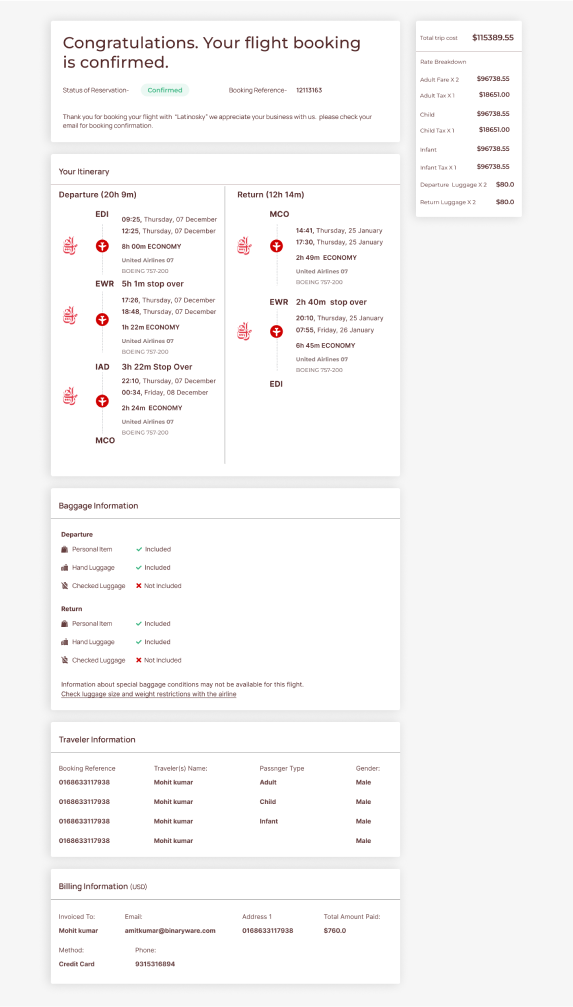 Congratulations. Your flight booking
is confirmed.
Status of Reservation- Confirmed Booking Reference- 12113163
Thank you for booking your flight with "Latinosky" we appreciate your business with us. please check your
email for booking confirmation.
Total trip cost $115389.55
Rate Breakdown
Adult Fare X 2 $96738.55
Adult Tax X 1 $18651.00
Child $96738.55
Child Tax X 1 $18651.00
Infant $96738.55
Infant Tax X 1 $96738.55
Departure Luggage X 2 $80.0
Return Luggage X 2 $80.0
Your Itinerary
Departure (20h 9m)
EDI
09:25, Thursday, 07 December
12:25, Thursday, 07 December
8h 00m ECONOMY
United Airlines 07
BOEING 757-200
EWR 5h 1m stop over
17:26, Thursday, 07 December
18:48, Thursday, 07 December
1h 22m ECONOMY
United Airlines 07
BOEING 757-200
IAD 3h 22m Stop Over
22:10, Thursday, 07 December
00:34, Friday, 08 December
2h 24m ECONOMY
United Airlines 07
BOEING 757-200
MCO
Return (12h 14m)
MCO
14:41, Thursday, 25 January
17:30, Thursday, 25 January
2h 49m ECONOMY
United Airlines 07
BOEING 757-200
EWR 2h 40m stop over
20:10, Thursday, 25 January
07:55, Friday, 26 January
6h 45m ECONOMY
United Airlines 07
BOEING 757-200
EDI
Baggage Information
Departure
Personal Item Included
Hand Luggage Included
Checked Luggage Not Included
Return
Personal Item Included
Hand Luggage Included
Checked Luggage Not Included
Information about special baggage conditions may not be available for this flight.
Check luggage size and weight restrictions with the airline
Traveler Information
Booking Reference Traveler(s) Name: Passnger Type Gender:
0168633117938 Mohit kumar Adult Male
0168633117938 Mohit kumar Child Male
0168633117938 Mohit kumar Infant Male
0168633117938 Mohit kumar Male
Billing Information (USD)
Invoiced To: Email: Address 1 Total Amount Paid:
Mohit kumar amitkumar@binaryware.com 0168633117938 $760.0
Method: Phone:
Credit Card 9315316894